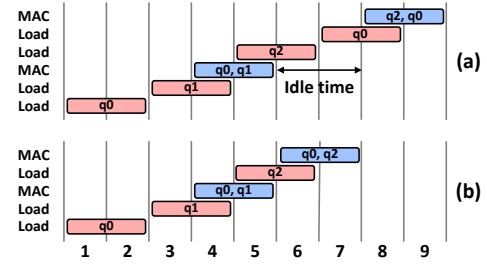 MAC q2, q0
Load q0
Load q2
MAC q0, q1
Idle time
(a)
Load q1
Load q0
MAC q0, q2
Load q2
MAC q0, q1
(b)
Load q1
Load q0
1 2 3 4 5 6 7 8 9